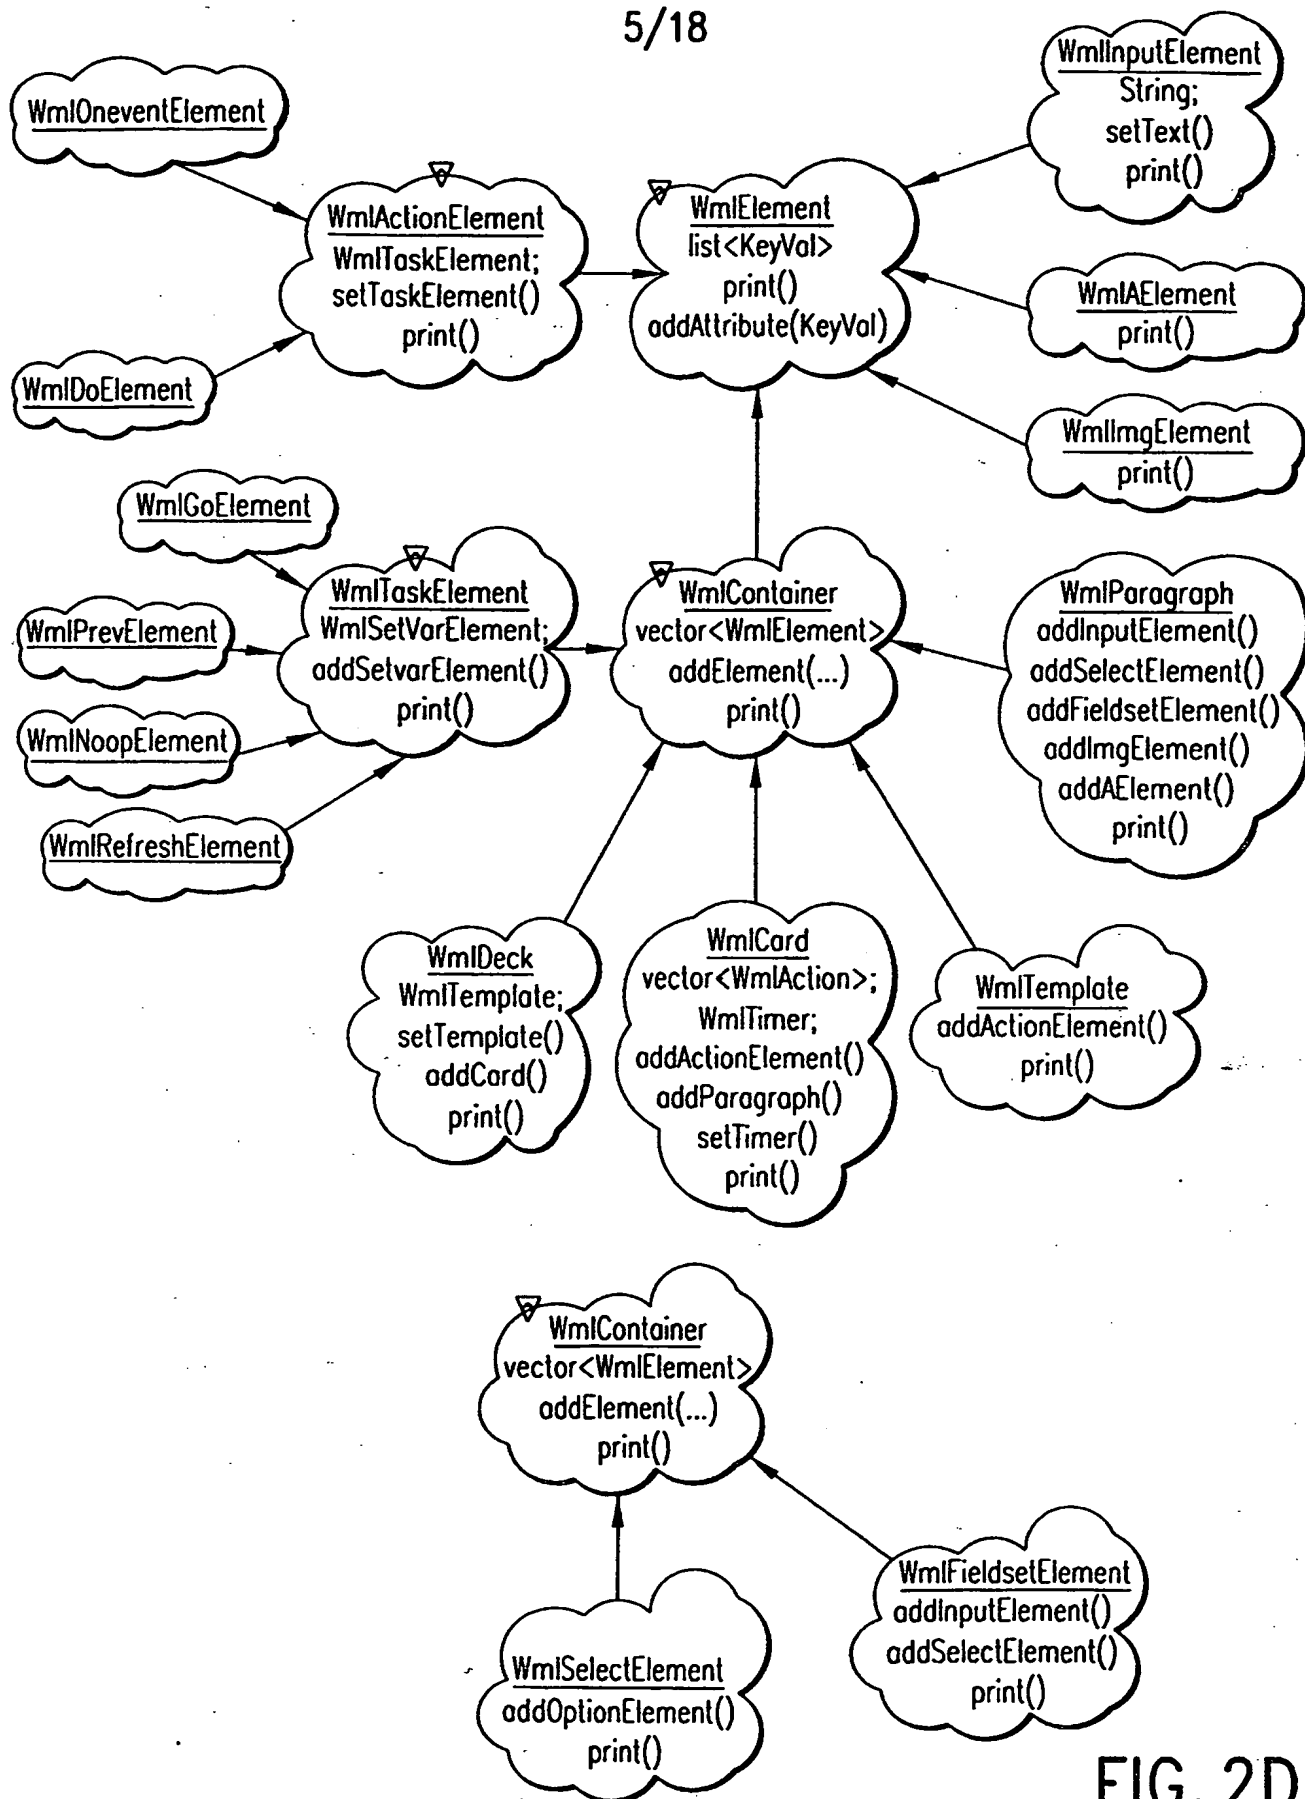 5/18
WmlOneventElement
WmlActionElement
WmlTaskElement;
setTaskElement()
print()
WmlDoElement
WmlElement
list<KeyVal>
print()
addAttribute(KeyVal)
WmlInputElement
String;
setText()
print()
WmlAElement
print()
WmlImgElement
print()
WmlGoElement
WmlPrevElement
WmlNoopElement
WmlRefreshElement
WmlTaskElement
WmlSetVarElement;
addSetvarElement()
print()
WmlContainer
vector<WmlElement>
addElement(...)
print()
WmlParagraph
addInputElement()
addSelectElement()
addFieldsetElement()
addImgElement()
addAElement()
print()
WmlDeck
WmlTemplate;
setTemplate()
addCard()
print()
WmlCard
vector<WmlAction>;
WmlTimer;
addActionElement()
addParagraph()
setTimer()
print()
WmlTemplate
addActionElement()
print()
WmlContainer
vector<WmlElement>
addElement(...)
print()
WmlSelectElement
addOptionElement()
print()
WmlFieldsetElement
addInputElement()
addSelectElement()
print()
FIG. 2D